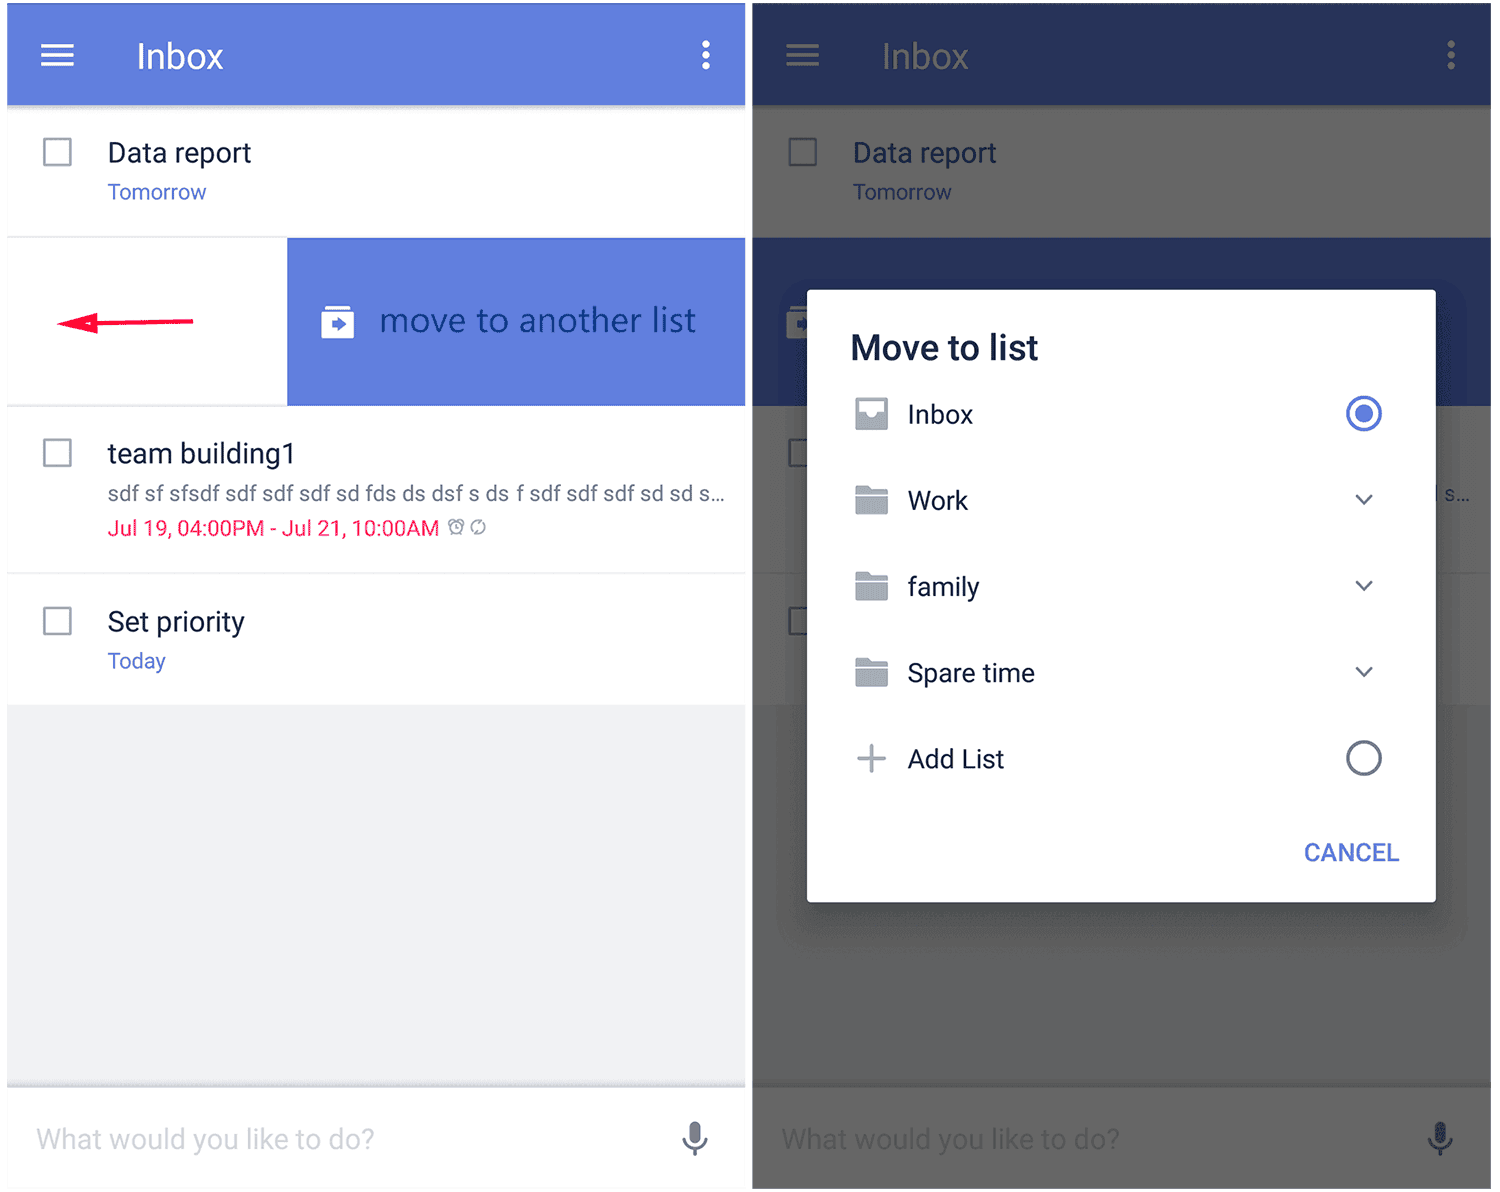 Inbox
Data report
Tomorrow
move to another list
team building1
sdf sf sfsdf sdf sdf sdf sd fds ds dsf s ds f sdf sdf sdf sd sd s...
Jul 19, 04:00PM - Jul 21, 10:00AM
Set priority
Today
What would you like to do?
Inbox
Data report
Tomorrow
Move to list
Inbox
Work
s...
family
Spare time
Add List
CANCEL
What would you like to do?